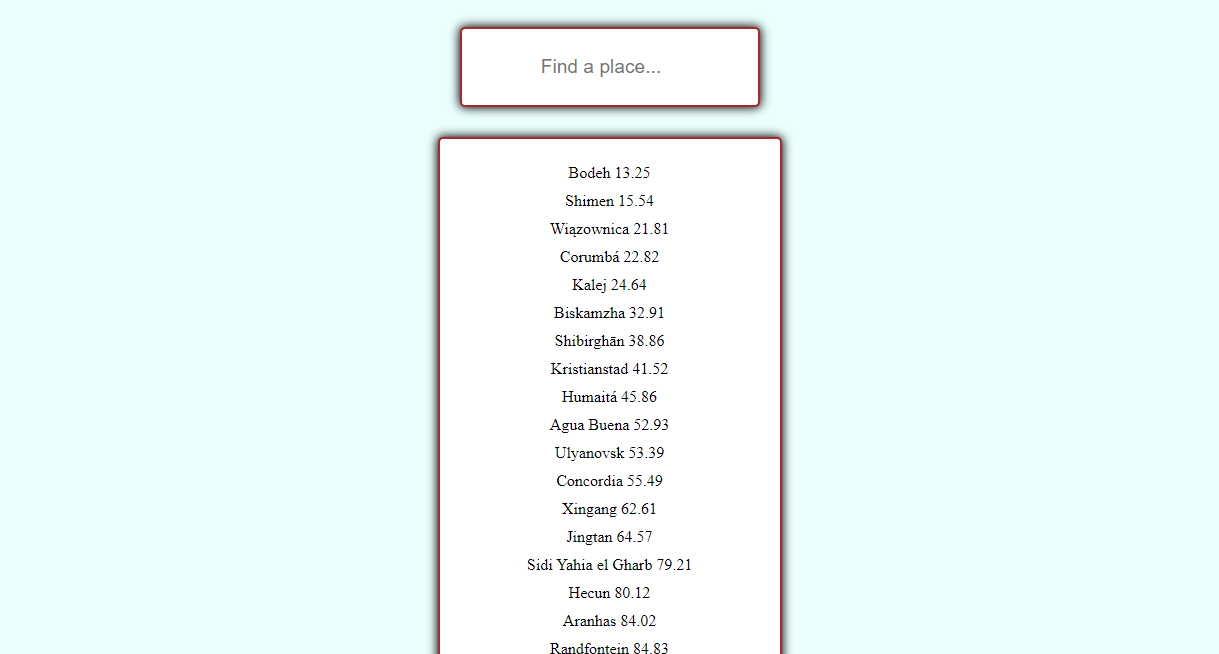 Find a place...
Bodeh 13.25
Shimen 15.54
Wiązownica 21.81
Corumbá 22.82
Kalej 24.64
Biskamzha 32.91
Shibirghān 38.86
Kristianstad 41.52
Humaitá 45.86
Agua Buena 52.93
Ulyanovsk 53.39
Concordia 55.49
Xingang 62.61
Jingtan 64.57
Sidi Yahia el Gharb 79.21
Hecun 80.12
Aranhas 84.02
Randfontein 84.83